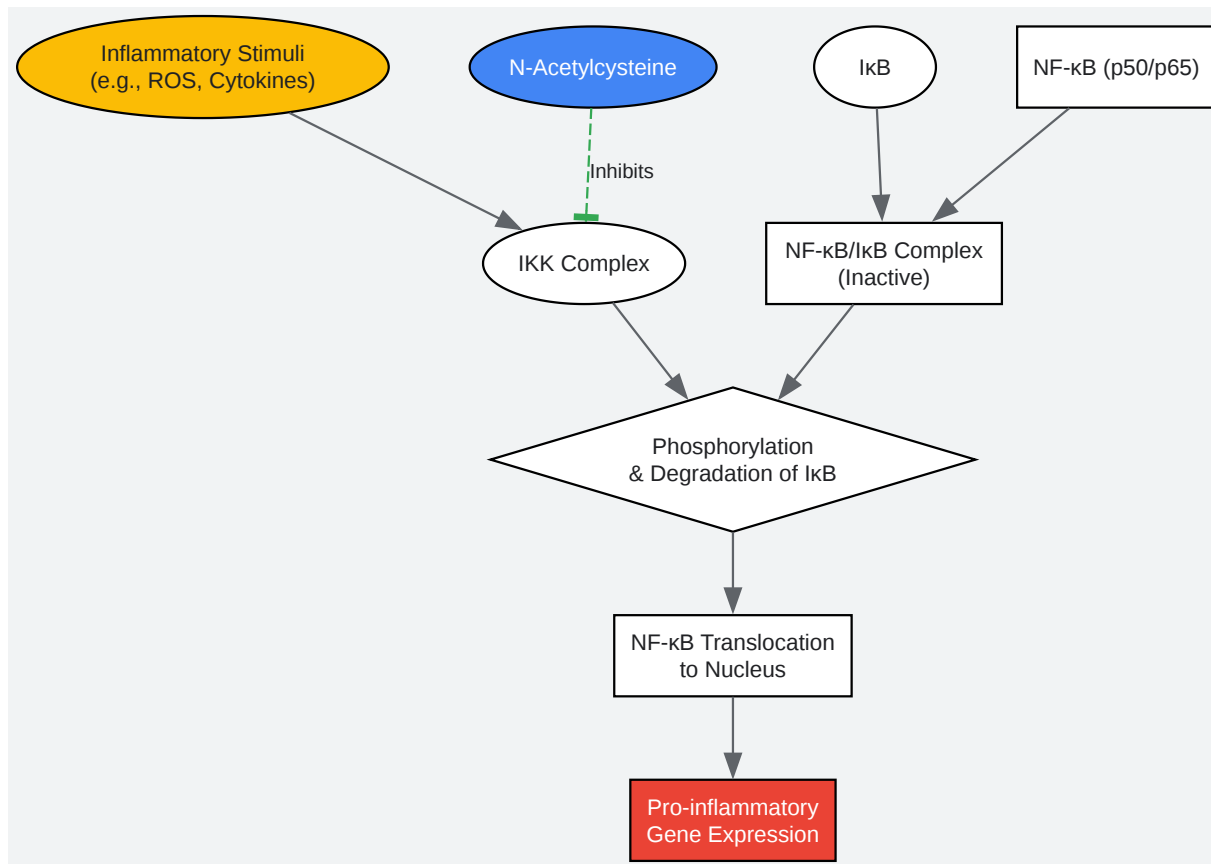 Inflammatory Stimuli
(e.g., ROS, Cytokines)
N-Acetylcysteine
IκB
NF-κB (p50/p65)
Inhibits
IKK Complex
NF-κB/IκB Complex
(Inactive)
Phosphorylation
& Degradation of IκB
NF-κB Translocation
to Nucleus
Pro-inflammatory
Gene Expression